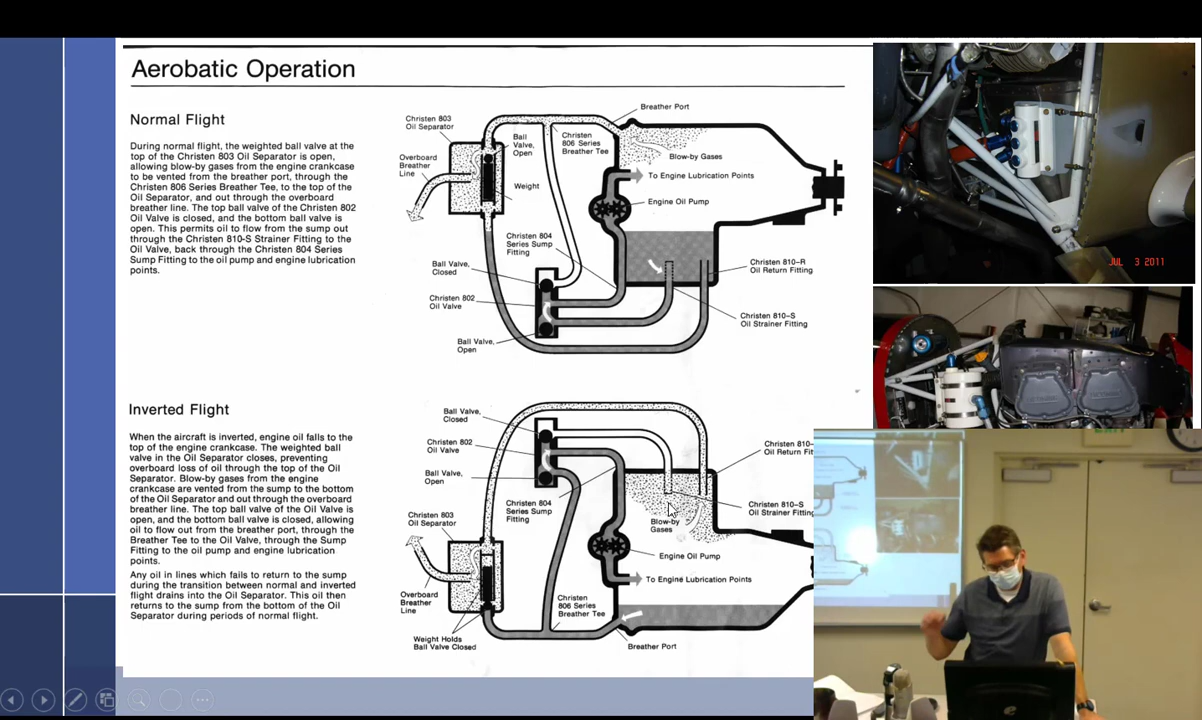 Aerobatic Operation
Normal Flight
During normal flight, the weighted ball valve at the
top of the Christen 803 Oil Separator is open,
allowing blow-by gases from the engine crankcase
to be vented from the breather port, through the
Christen 806 Series Breather Tee, to the top of the
Oil Separator, and out through the overboard
breather line. The top ball valve of the Christen 802
Oil Valve is closed, and the bottom ball valve is
open. This permits oil to flow from the sump out
through the Christen 810-S Strainer Fitting to the
Oil Valve, back through the Christen 804 Series
Sump Fitting to the oil pump and engine lubrication
points.
Christen 803
Oil Separator
Overboard
Breather
Line
Ball
Valve,
Open
Weight
Christen
806 Series
Breather Tee
Breather Port
Blow-by Gases
To Engine Lubrication Points
Engine Oil Pump
Christen 804
Series Sump
Fitting
Ball Valve,
Closed
Christen 802
Oil Valve
Ball Valve,
Open
Christen 810-R
Oil Return Fitting
Christen 810-S
Oil Strainer Fitting
Inverted Flight
When the aircraft is inverted, engine oil falls to the
top of the engine crankcase. The weighted ball
valve in the Oil Separator closes, preventing
overboard loss of oil through the top of the Oil
Separator. Blow-by gases from the engine
crankcase are vented from the sump to the bottom
of the Oil Separator and out through the overboard
breather line. The top ball valve of the Oil Valve is
open, and the bottom ball valve is closed, allowing
oil to flow out from the breather port, through the
Breather Tee to the Oil Valve, through the Sump
Fitting to the oil pump and engine lubrication
points.
Any oil in lines which fails to return to the sump
during the transition between normal and inverted
flight drains into the Oil Separator. This oil then
returns to the sump from the bottom of the Oil
Separator during periods of normal flight.
Ball Valve,
Closed
Christen 802
Oil Valve
Ball Valve,
Open
Christen 804
Series Sump
Fitting
Christen 803
Oil Separator
Overboard
Breather
Line
Weight Holds
Ball Valve Closed
Christen 810-
Oil Return Fitting
Christen 810-S
Oil Strainer Fitting
Blow-by
Gases
Engine Oil Pump
To Engine Lubrication Points
Christen
806 Series
Breather Tee
Breather Port
JUL 3 2011
EXIT